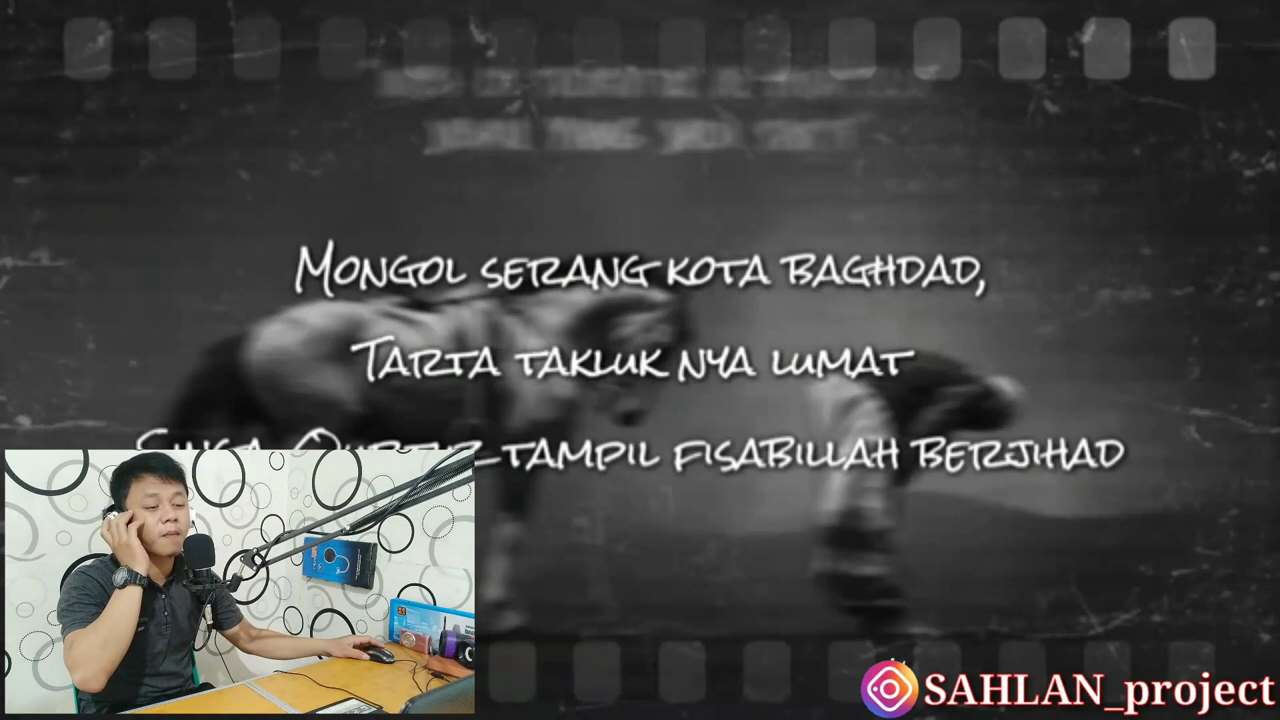 Mongol serang kota baghdad,
Tarta takluk nya lumat
tampil fisabillah berjihad
SAHLAN_project